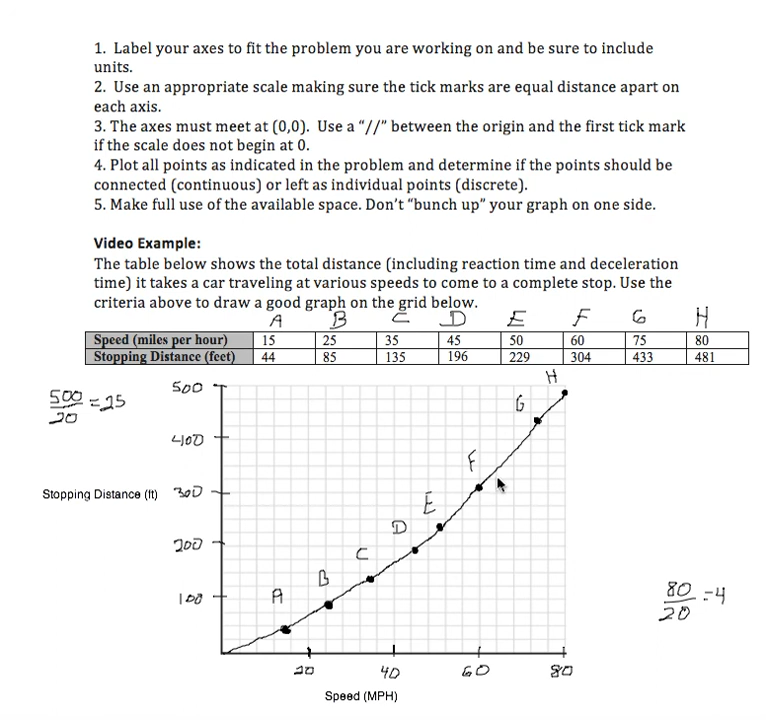 1. Label your axes to fit the problem you are working on and be sure to include
units.
2. Use an appropriate scale making sure the tick marks are equal distance apart on
each axis.
3. The axes must meet at (0,0). Use a "//" between the origin and the first tick mark
if the scale does not begin at 0.
4. Plot all points as indicated in the problem and determine if the points should be
connected (continuous) or left as individual points (discrete).
5. Make full use of the available space. Don't "bunch up" your graph on one side.
Video Example:
The table below shows the total distance (including reaction time and deceleration
time) it takes a car traveling at various speeds to come to a complete stop. Use the
criteria above to draw a good graph on the grid below.
A B C D E F G H
Speed (miles per hour) 15 25 35 45 50 60 75 80
Stopping Distance (feet) 44 85 135 196 229 304 433 481
500/20 = 25
500
400
Stopping Distance (ft) 300
200
100
H
G
F
E
D
C
B
A
80/20 = 4
20 40 60 80
Speed (MPH)